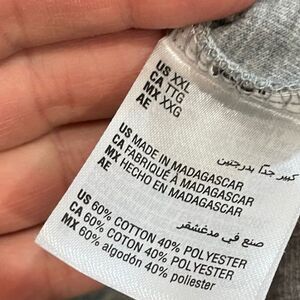 US XXL
CA TTG
MX XXG
AE
كبير جدًا بدرجتين
US MADE IN MADAGASCAR
CA FABRIQUÉ À MADAGASCAR
MX HECHO EN MADAGASCAR
AE
صنع في مدغشقر
US 60% COTTON 40% POLYESTER
CA 60% COTON 40% POLYESTER
MX 60% algodón 40% poliester